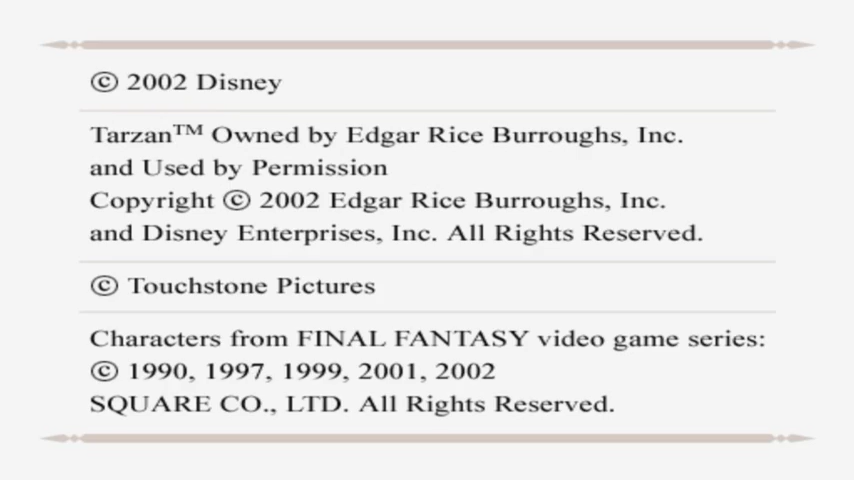 © 2002 Disney
Tarzan™ Owned by Edgar Rice Burroughs, Inc.
and Used by Permission
Copyright © 2002 Edgar Rice Burroughs, Inc.
and Disney Enterprises, Inc. All Rights Reserved.
© Touchstone Pictures
Characters from FINAL FANTASY video game series:
© 1990, 1997, 1999, 2001, 2002
SQUARE CO., LTD. All Rights Reserved.